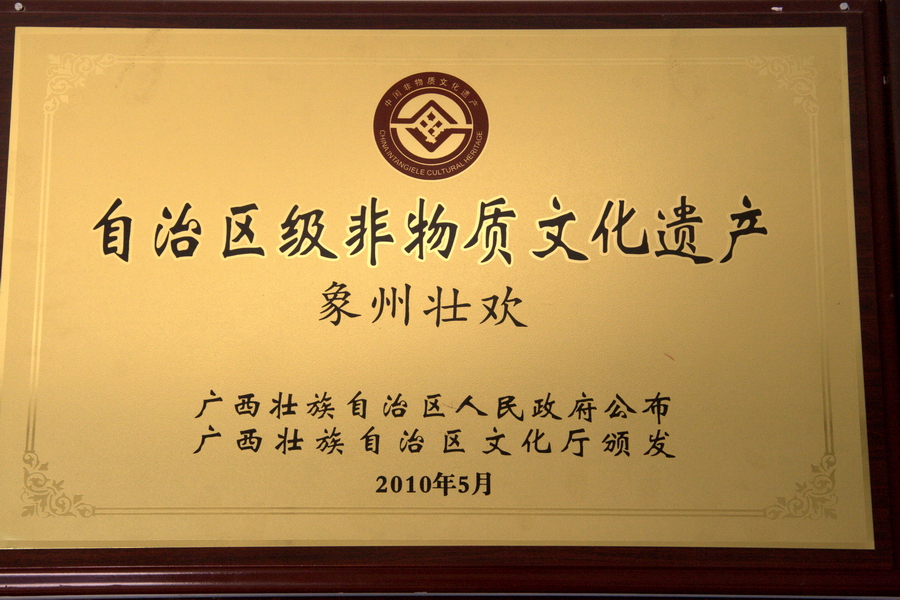 中国非物质文化遗产
CHINA INTANGIELE CULTURAL HERITAGE
自治区级非物质文化遗产
象州壮欢
广西壮族自治区人民政府公布
广西壮族自治区文化厅颁发
2010年5月